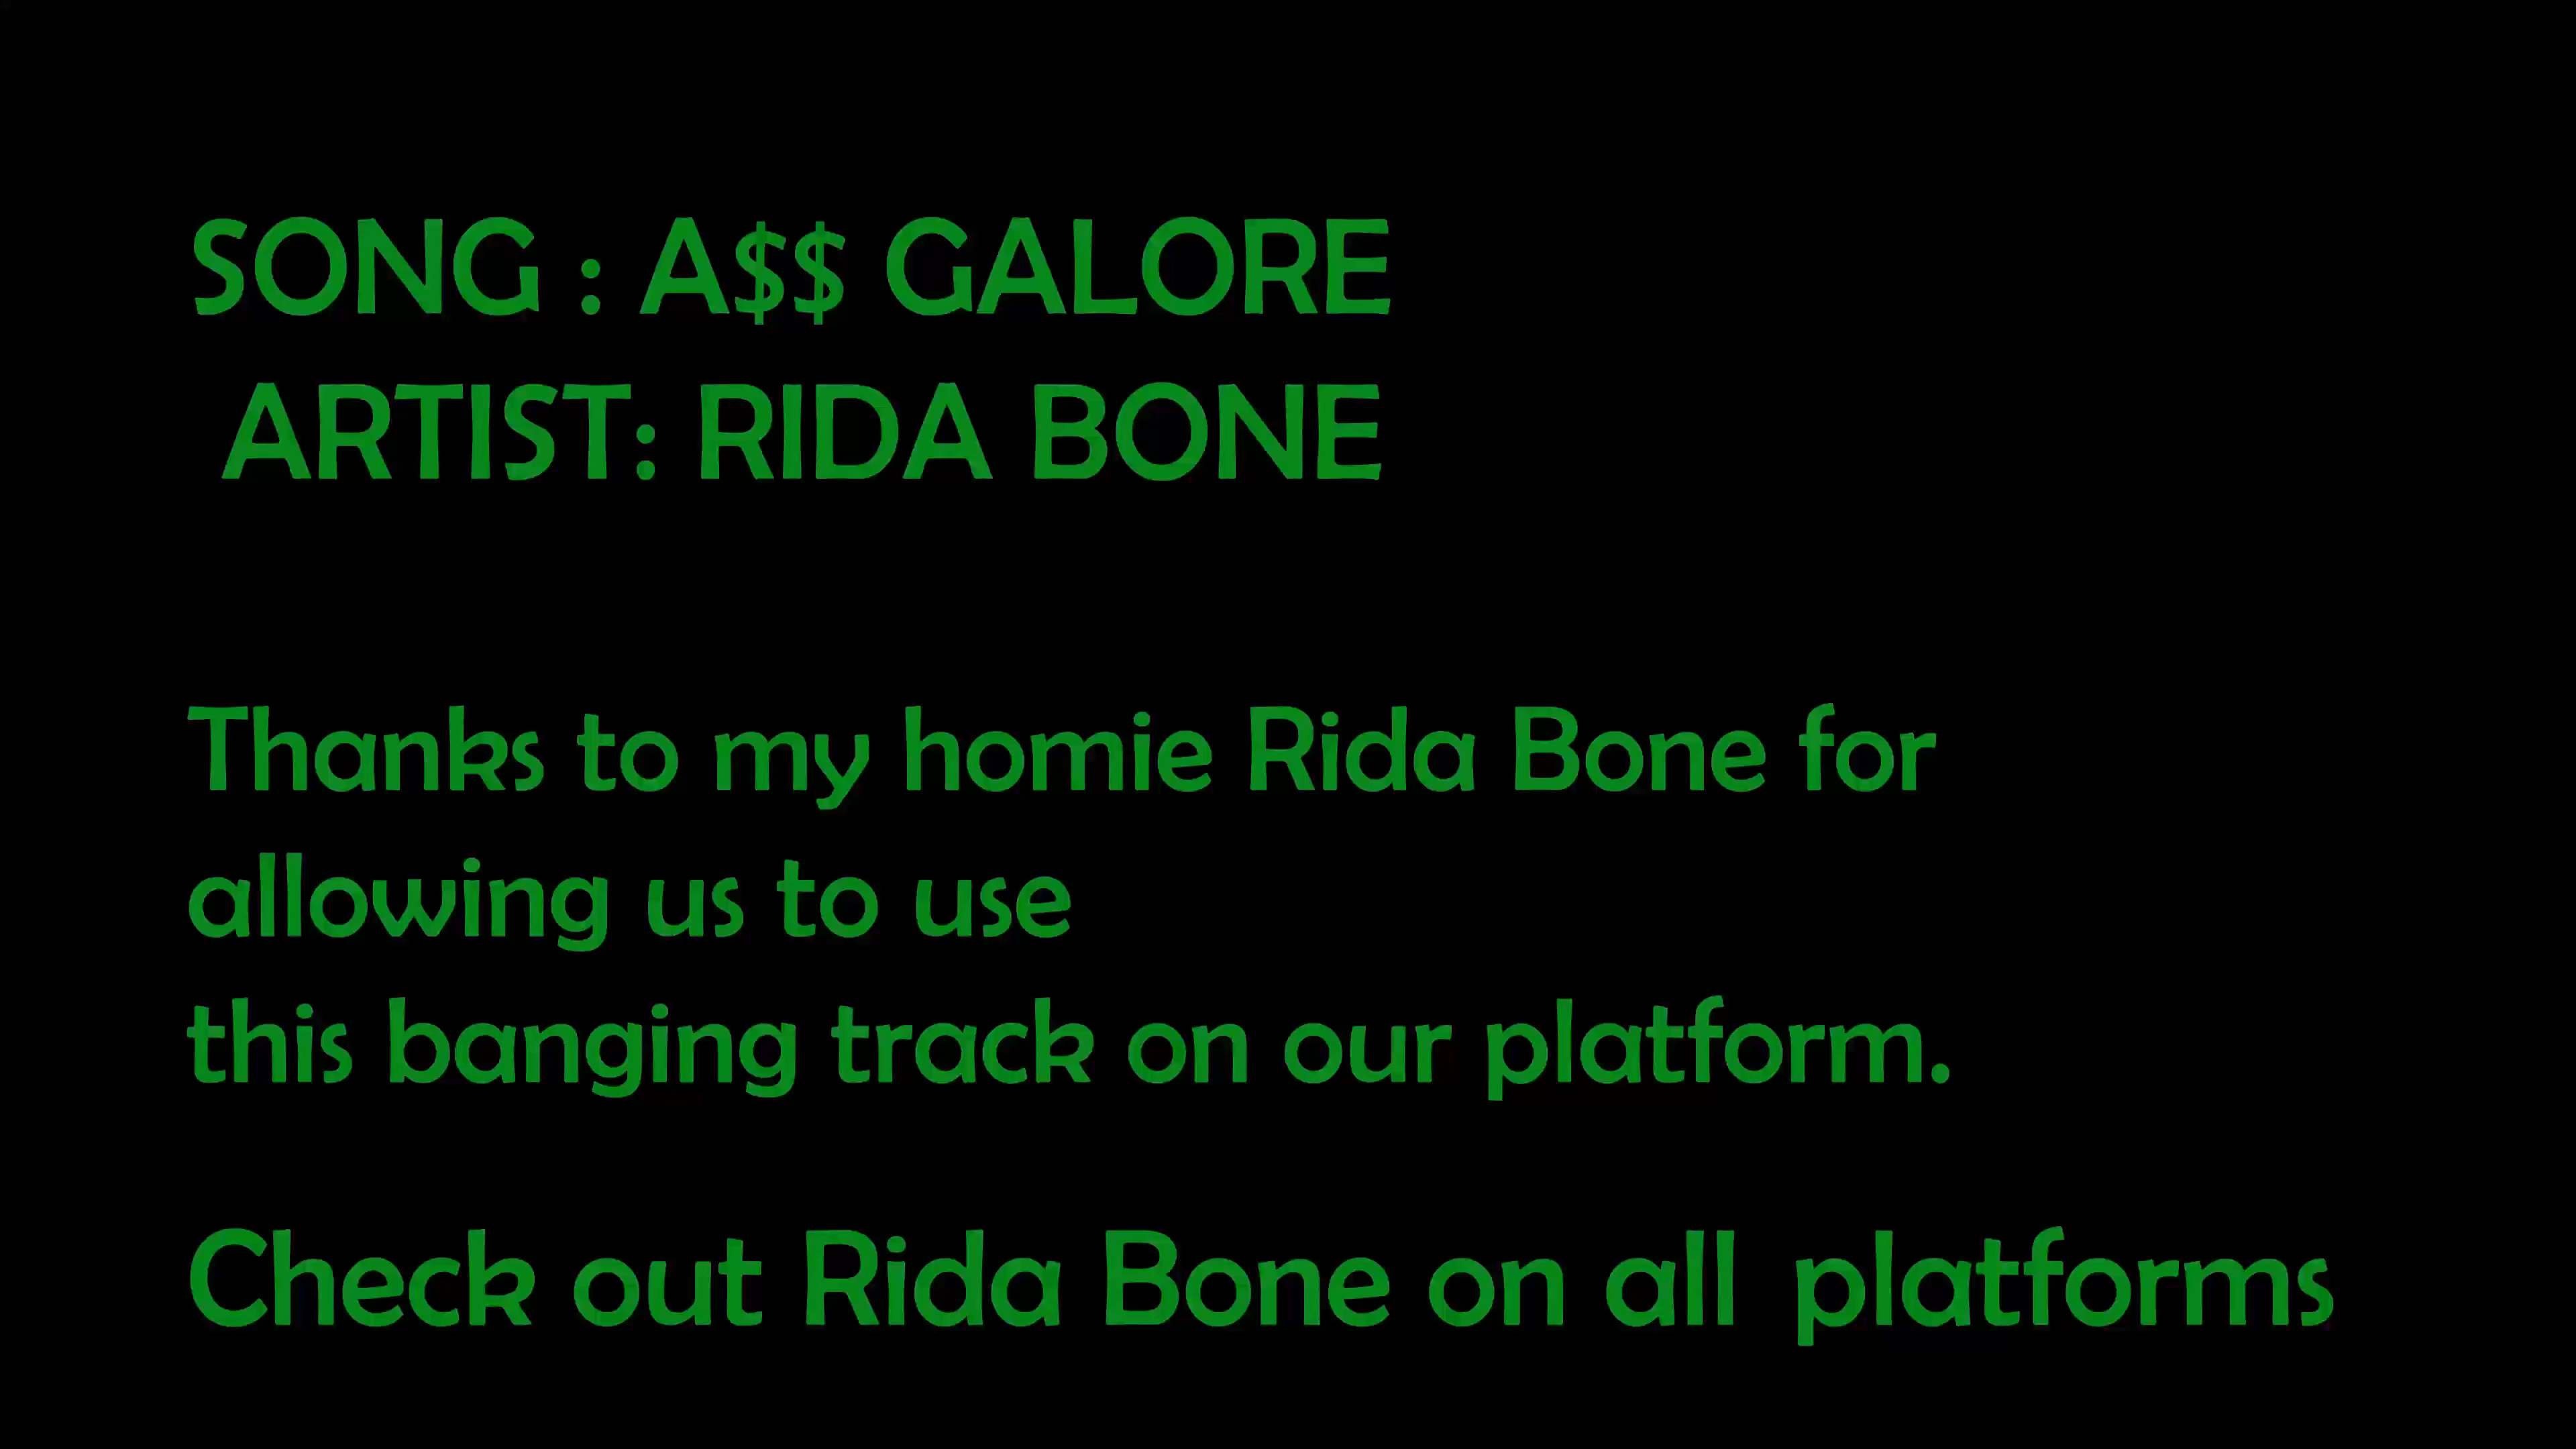 SONG : A$$ GALORE
ARTIST: RIDA BONE
Thanks to my homie Rida Bone for
allowing us to use
this banging track on our platform.
Check out Rida Bone on all platforms